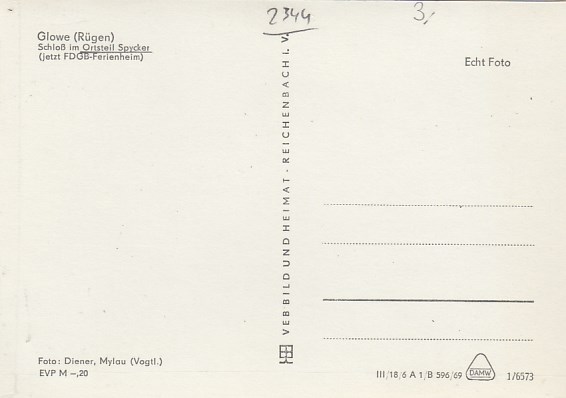 2344
3,
Glowe (Rügen)
Schloß im Ortsteil Spycker
(jetzt FDGB-Ferienheim)
Echt Foto
VEB BILD UND HEIMAT - REICHENBACH I. V.
Foto: Diener, Mylau (Vogtl.)
EVP M –,20
III/18/6 A 1/B 596/69
DAMW
1/6573